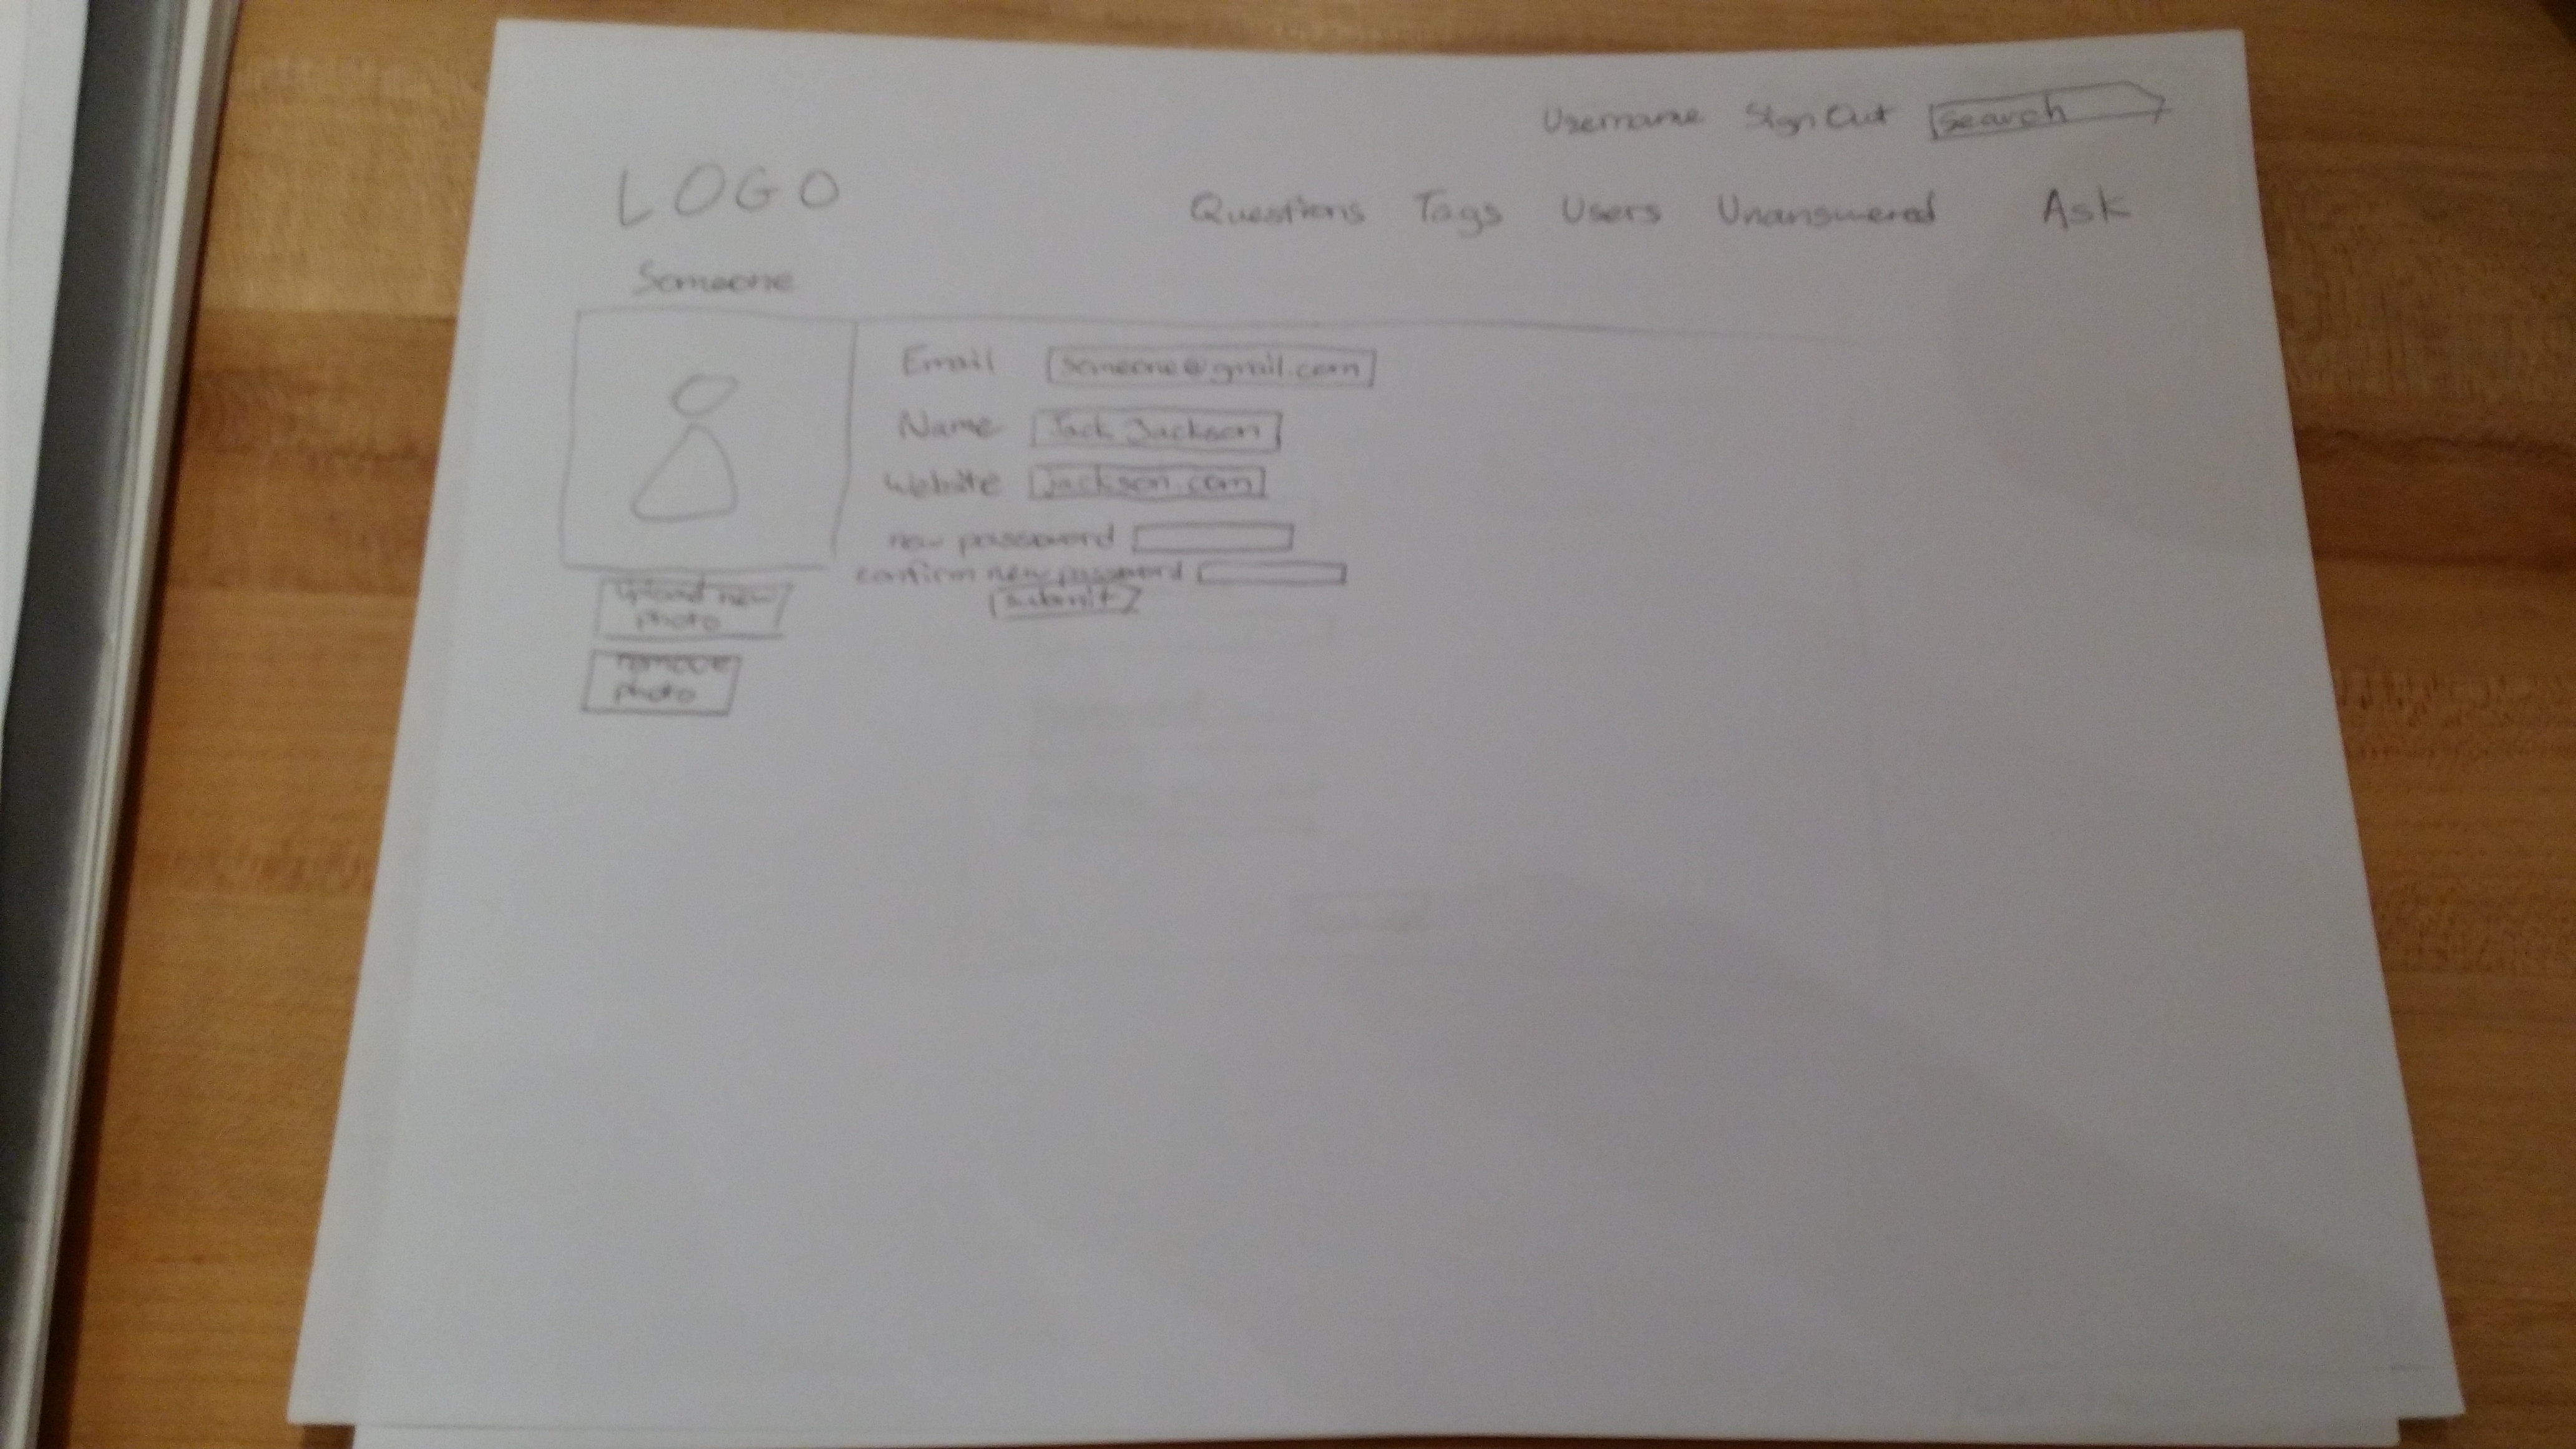 Username Sign Out search
LOGO
Questions Tags Users Unanswered Ask
Someone
Email someone@gmail.com
Name Jack Jackson
Website Jackson.com
new password
confirm new password
submit
upload new
photo
remove
photo